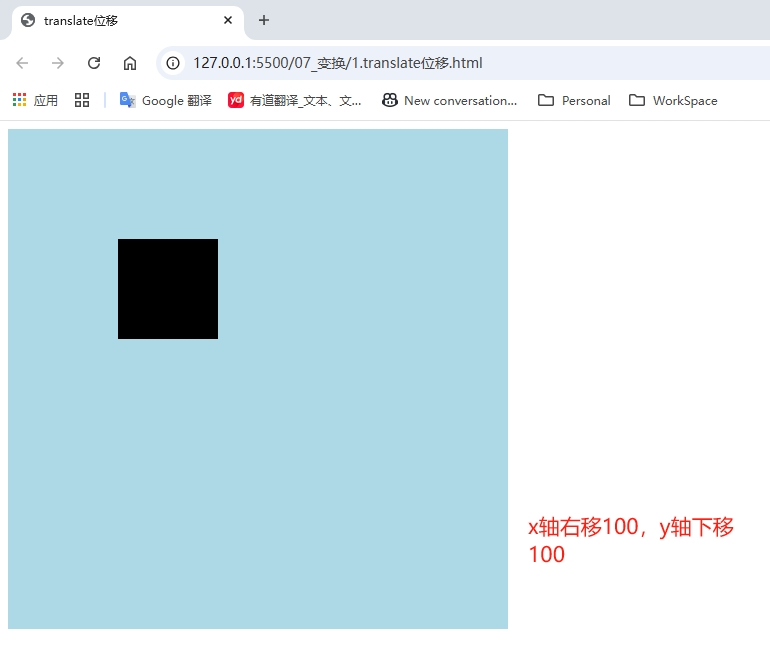 translate位移
127.0.0.1:5500/07_变换/1.translate位移.html
应用
Google 翻译
yd 有道翻译_文本、文...
New conversation...
Personal
WorkSpace
x轴右移100，y轴下移
100